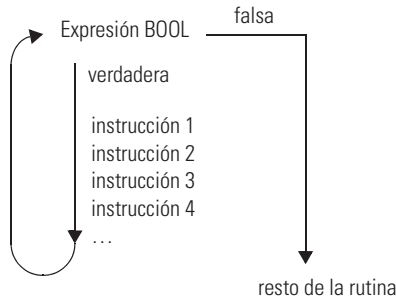 falsa
Expresión BOOL
verdadera
instrucción 1
instrucción 2
instrucción 3
instrucción 4
...
resto de la rutina